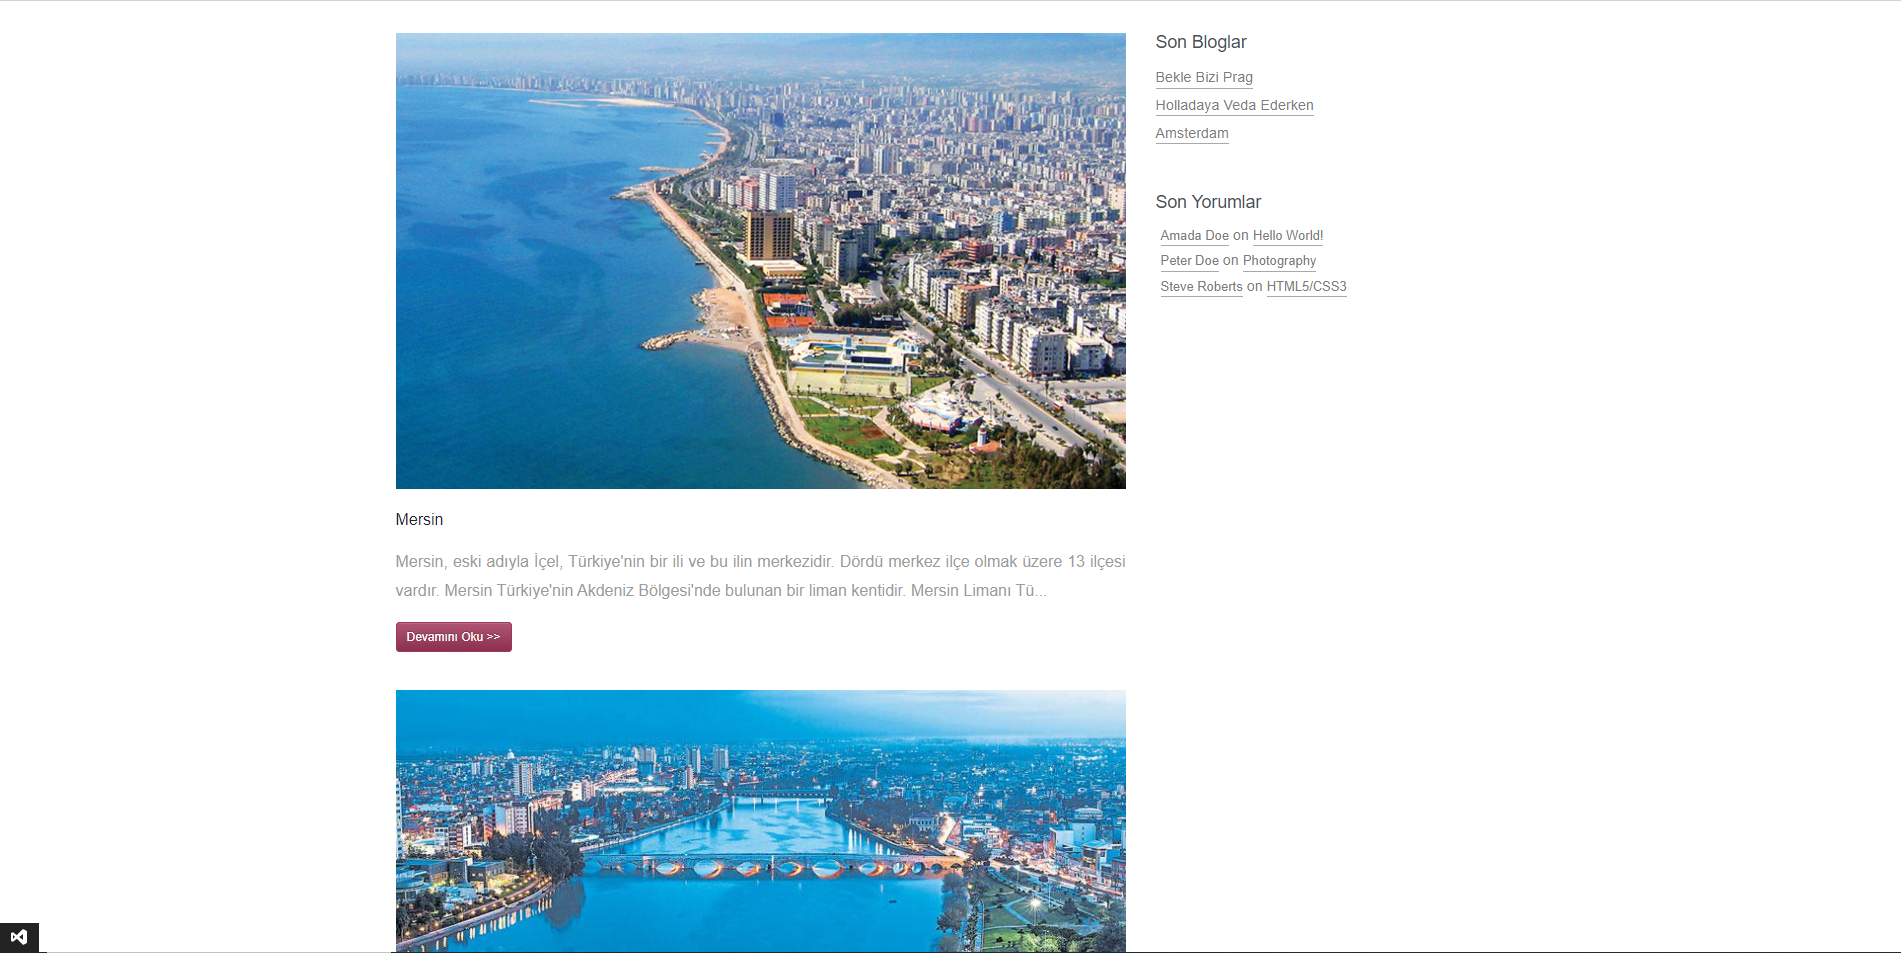 Mersin
Mersin, eski adıyla İçel, Türkiye'nin bir ili ve bu ilin merkezidir. Dördü merkez ilçe olmak üzere 13 ilçesi
vardır. Mersin Türkiye'nin Akdeniz Bölgesi'nde bulunan bir liman kentidir. Mersin Limanı Tü...
Devamını Oku >>
Son Bloglar
Bekle Bizi Prag
Holladaya Veda Ederken
Amsterdam
Son Yorumlar
Amada Doe on Hello World!
Peter Doe on Photography
Steve Roberts on HTML5/CSS3